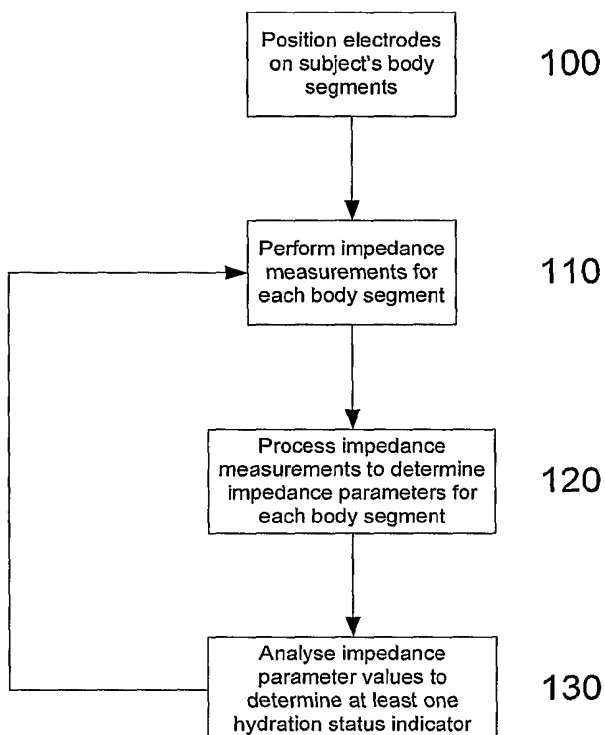 Position electrodes
on subject's body
segments
100
Perform impedance
measurements for
each body segment
110
Process impedance
measurements to determine
impedance parameters for
each body segment
120
Analyse impedance
parameter values to
determine at least one
hydration status indicator
130